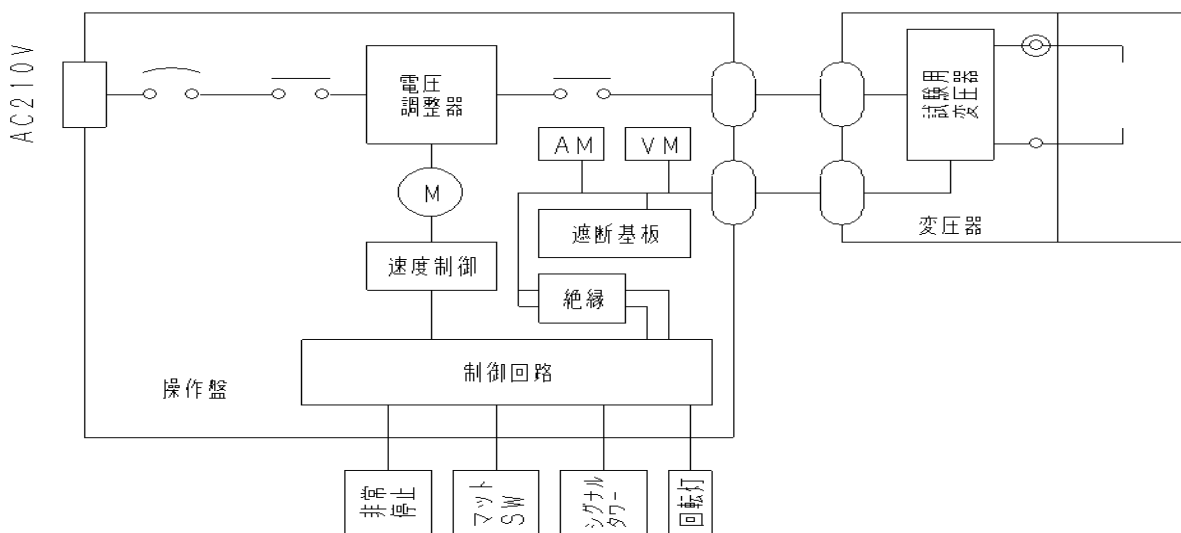 AC210V
電圧
調整器
試験用
変圧器
AM
VM
M
遮断基板
変圧器
速度制御
絶縁
制御回路
操作盤
非常
停止
マット
SW
シグナル
タワー
回転灯